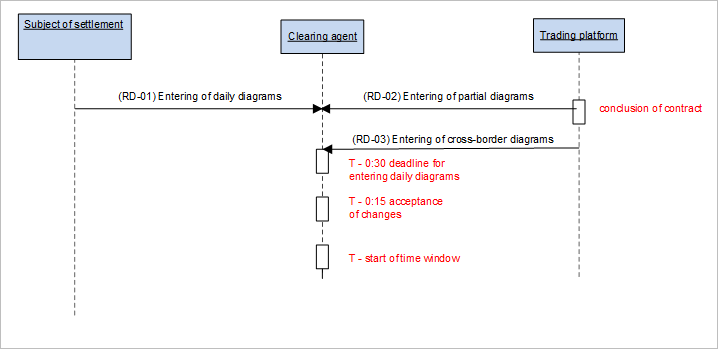 Subject of settlement
Clearing agent
Trading platform
(RD-01) Entering of daily diagrams
(RD-02) Entering of partial diagrams
conclusion of contract
(RD-03) Entering of cross-border diagrams
T - 0:30 deadline for
entering daily diagrams
T - 0:15 acceptance
of changes
T - start of time window